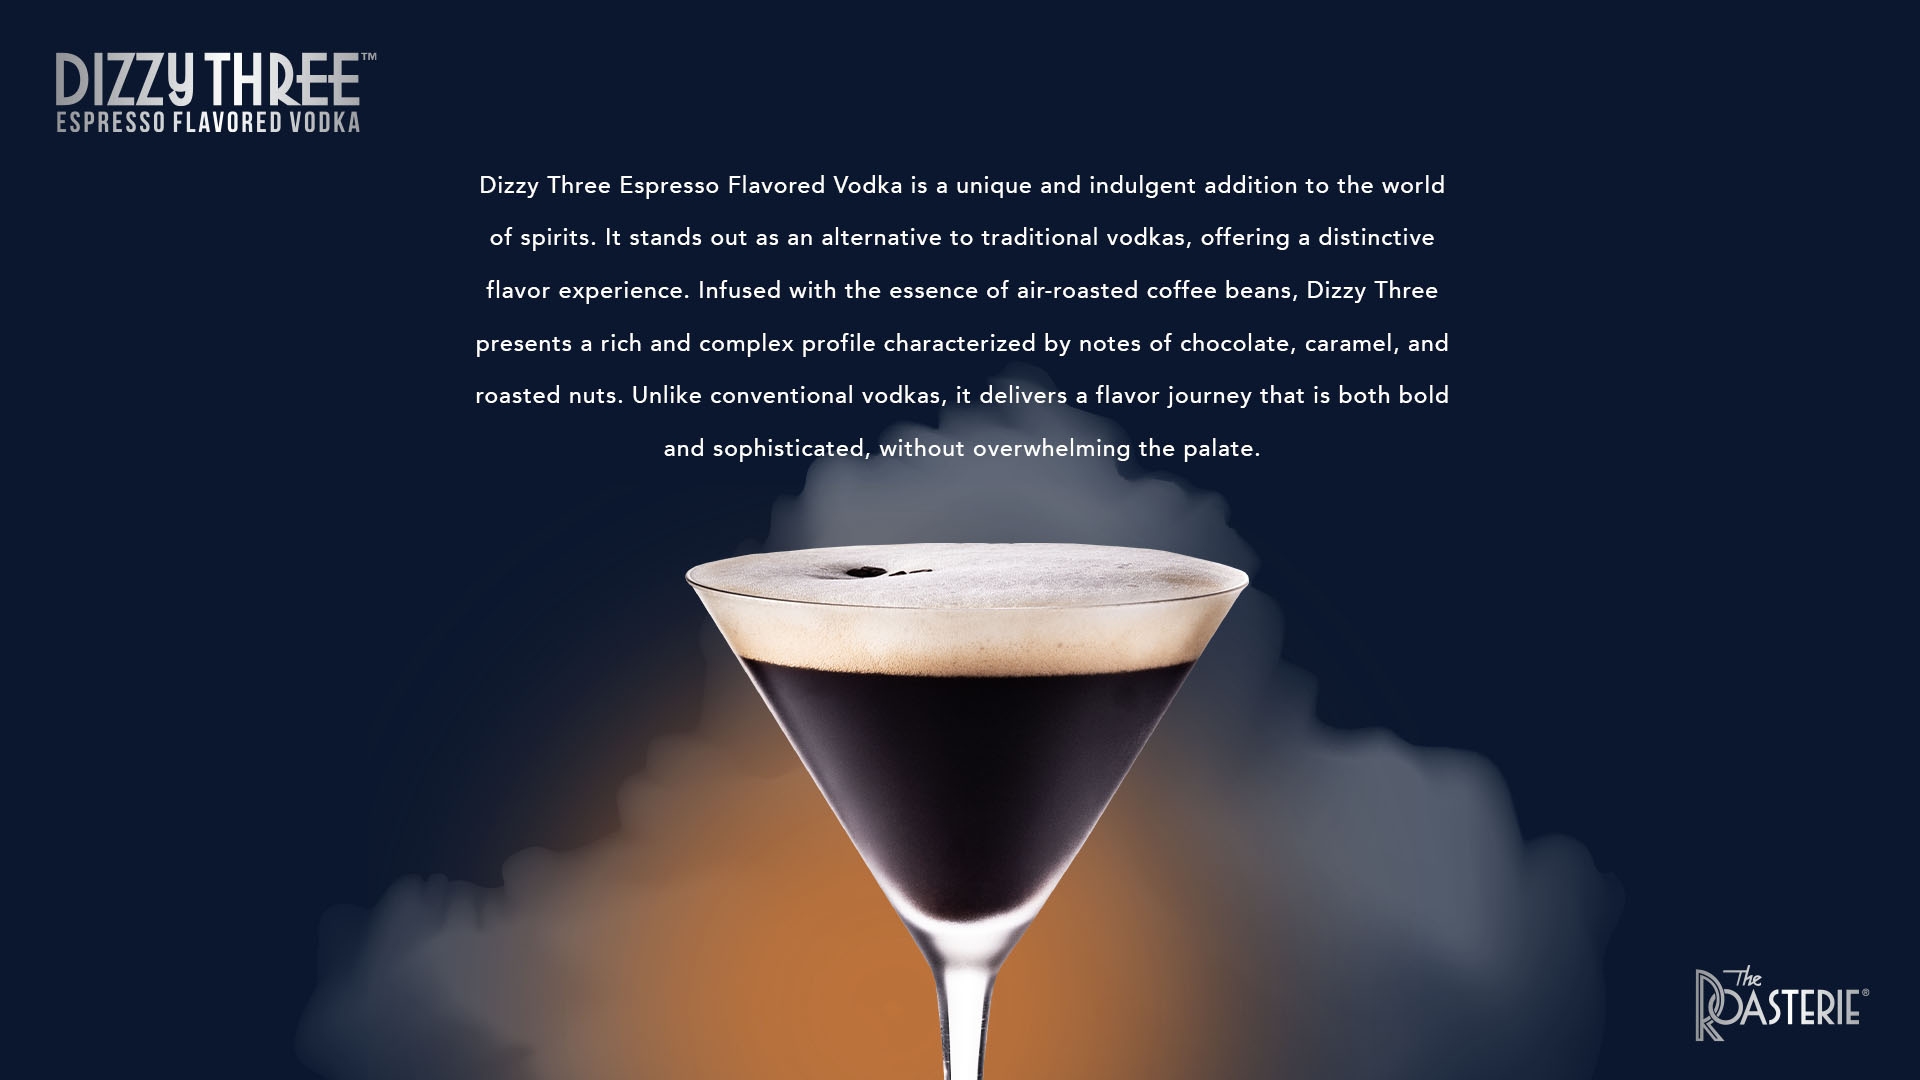 DIZZY THREE™
ESPRESSO FLAVORED VODKA
Dizzy Three Espresso Flavored Vodka is a unique and indulgent addition to the world
of spirits. It stands out as an alternative to traditional vodkas, offering a distinctive
flavor experience. Infused with the essence of air-roasted coffee beans, Dizzy Three
presents a rich and complex profile characterized by notes of chocolate, caramel, and
roasted nuts. Unlike conventional vodkas, it delivers a flavor journey that is both bold
and sophisticated, without overwhelming the palate.
The
ROASTERIE®